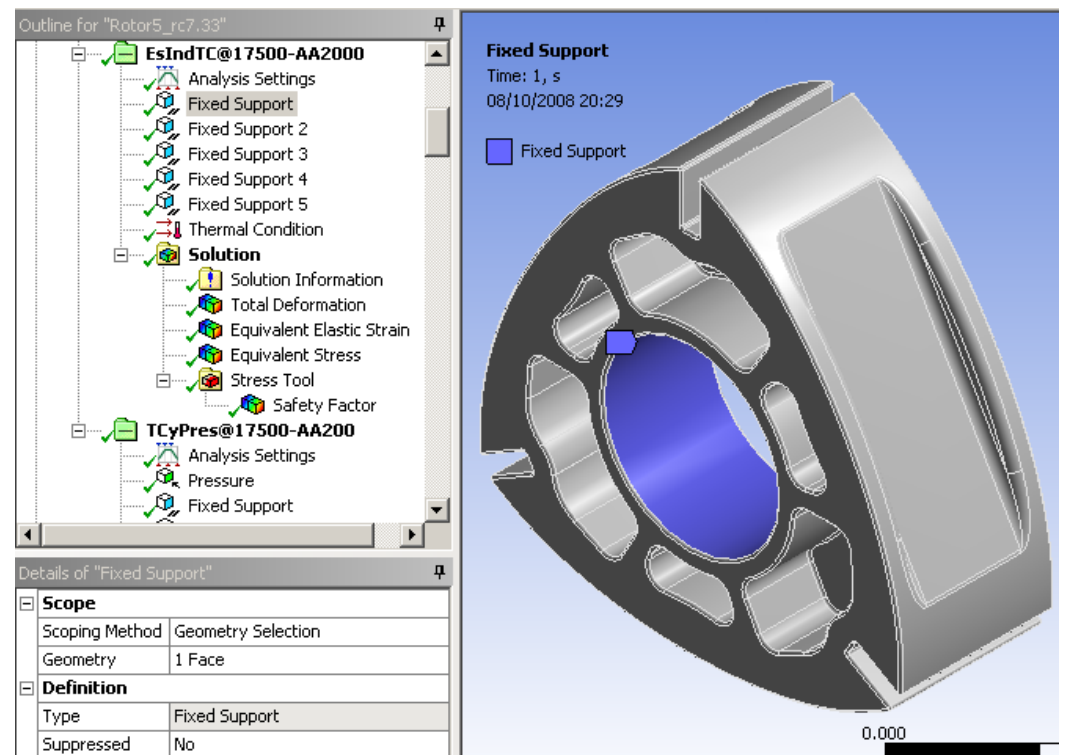 Outline for "Rotor5_rc7.33"
EsIndTC@17500-AA2000
Analysis Settings
Fixed Support
Fixed Support 2
Fixed Support 3
Fixed Support 4
Fixed Support 5
Thermal Condition
Solution
Solution Information
Total Deformation
Equivalent Elastic Strain
Equivalent Stress
Stress Tool
Safety Factor
TCyPres@17500-AA200
Analysis Settings
Pressure
Fixed Support
Details of "Fixed Support"
Scope
Scoping Method Geometry Selection
Geometry 1 Face
Definition
Type Fixed Support
Suppressed No
Fixed Support
Time: 1, s
08/10/2008 20:29
Fixed Support
0.000